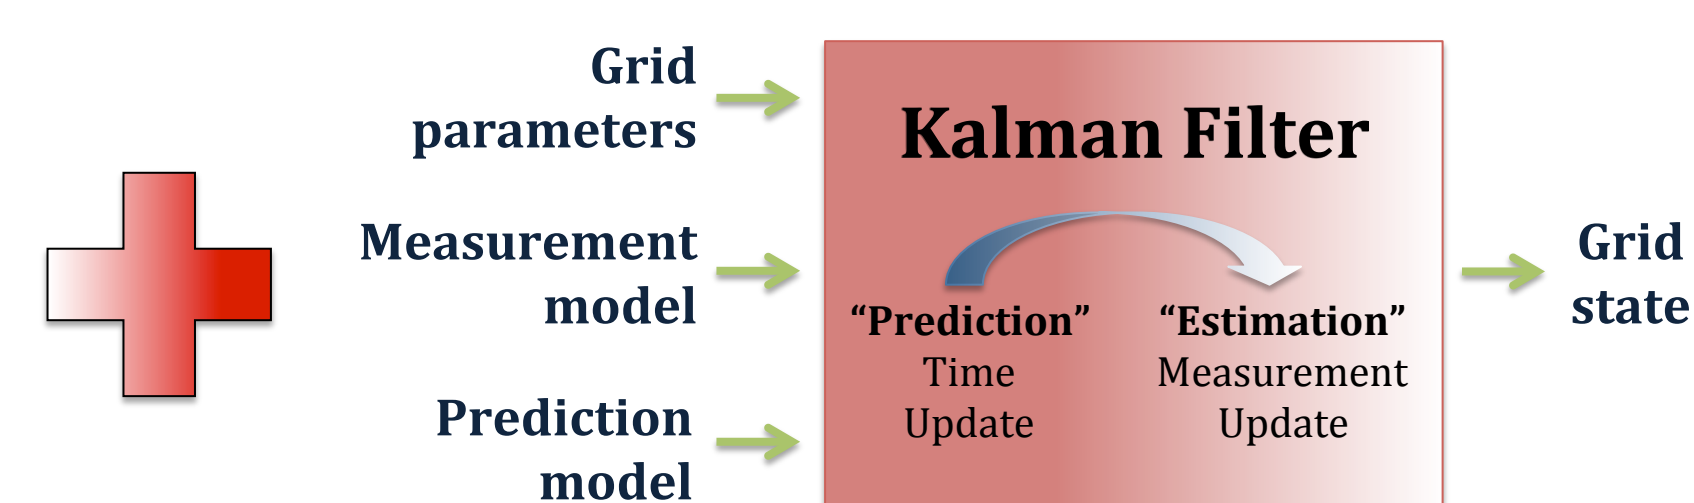 Grid
parameters
Measurement
model
Prediction
model
Kalman Filter
“Prediction”
Time
Update
“Estimation”
Measurement
Update
Grid
state